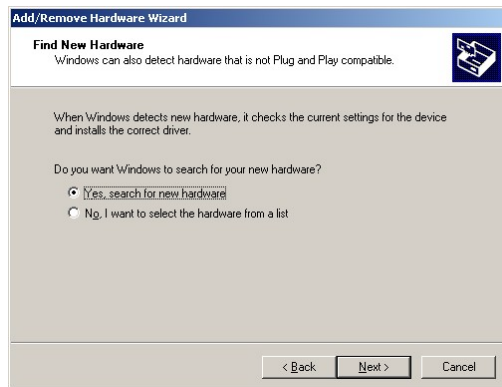 Add/Remove Hardware Wizard
Find New Hardware
Windows can also detect hardware that is not Plug and Play compatible.
When Windows detects new hardware, it checks the current settings for the device
and installs the correct driver.
Do you want Windows to search for your new hardware?
Yes, search for new hardware
No, I want to select the hardware from a list
< Back
Next >
Cancel